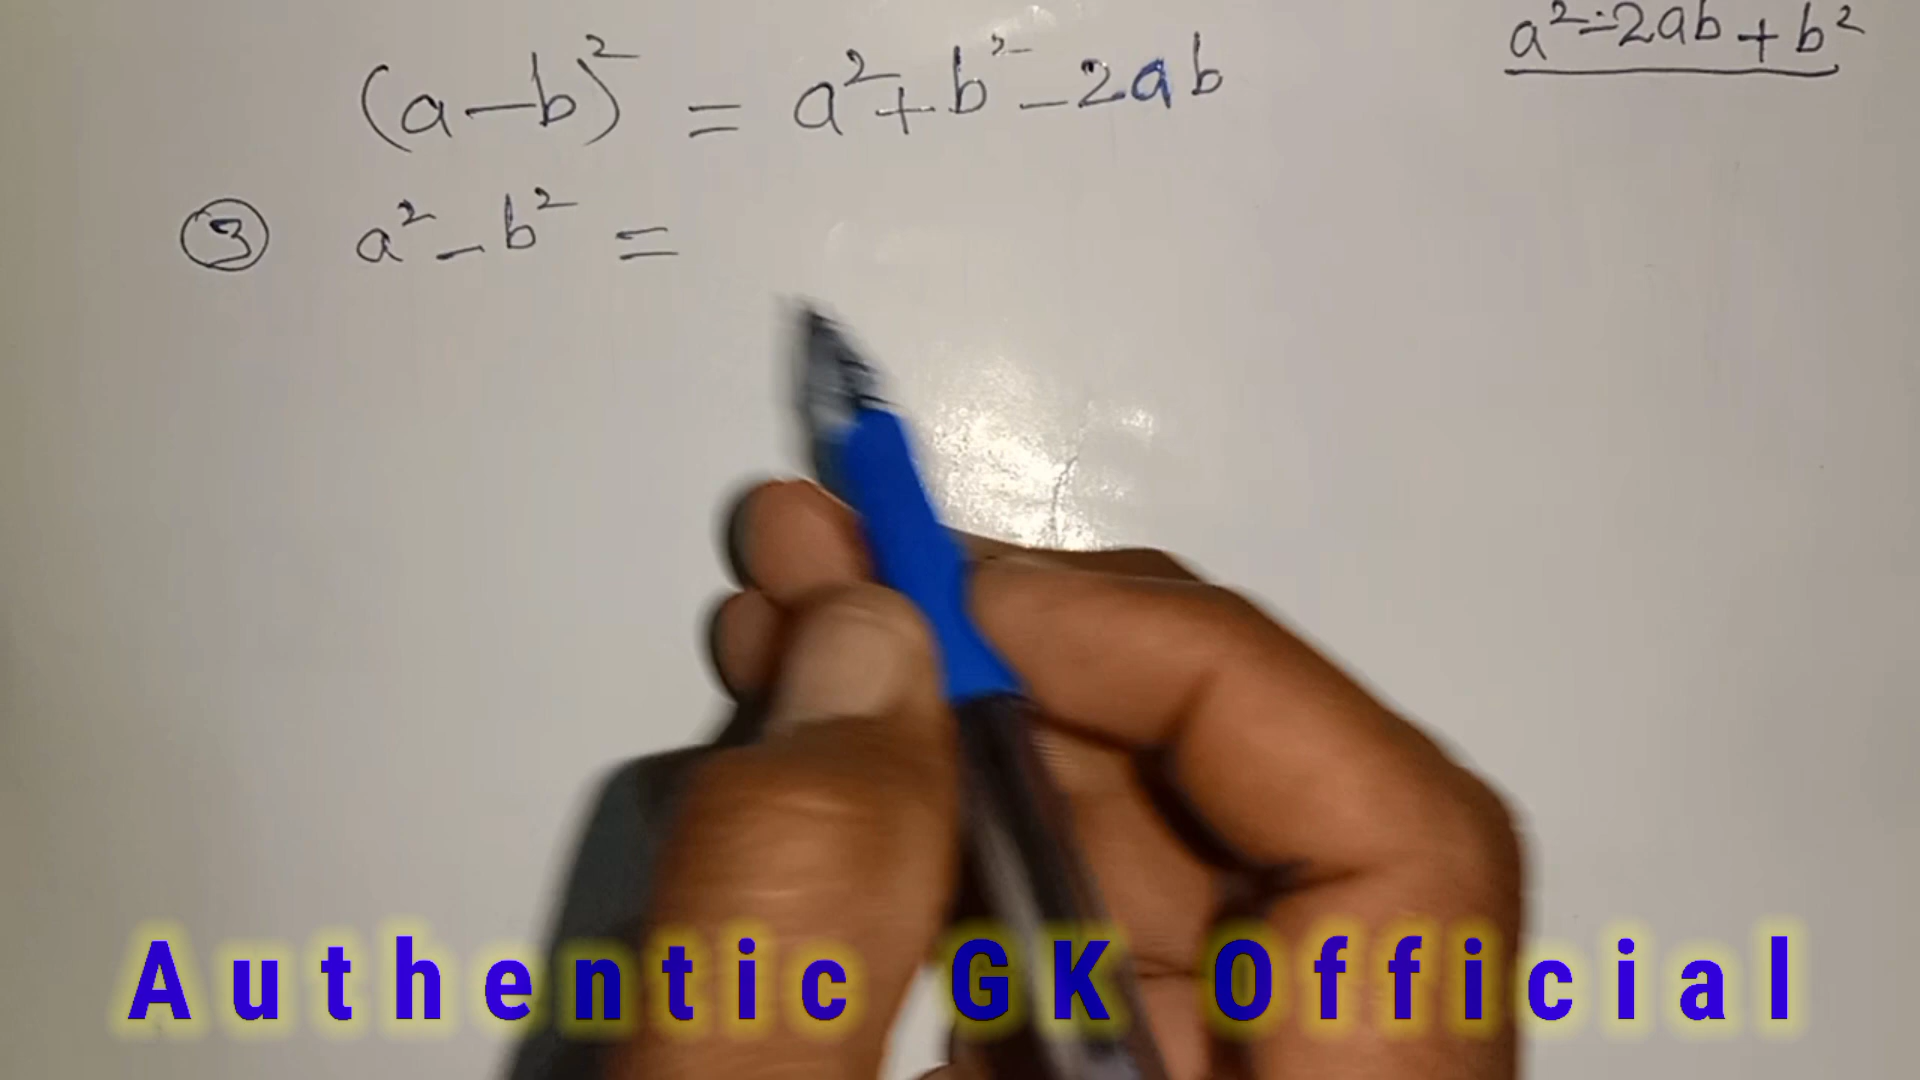 a²-2ab+b²
(a-b)² = a²+b²-2ab
③ a²-b² =
Authentic GK Official